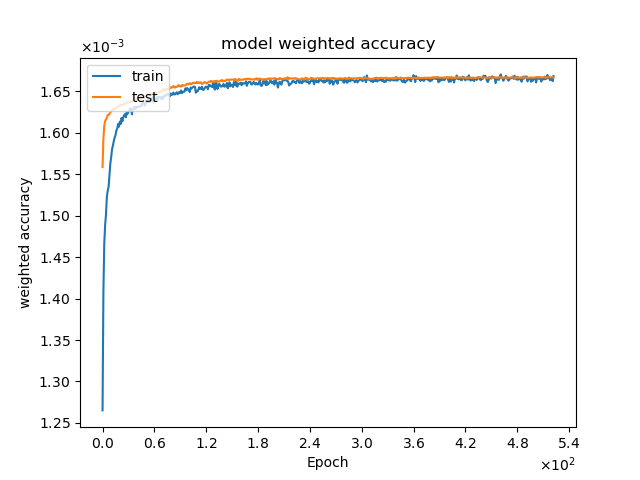 model weighted accuracy
×10⁻³
train
test
1.65
1.60
1.55
1.50
1.45
1.40
1.35
1.30
1.25
weighted accuracy
0.0 0.6 1.2 1.8 2.4 3.0 3.6 4.2 4.8 5.4
Epoch
×10²